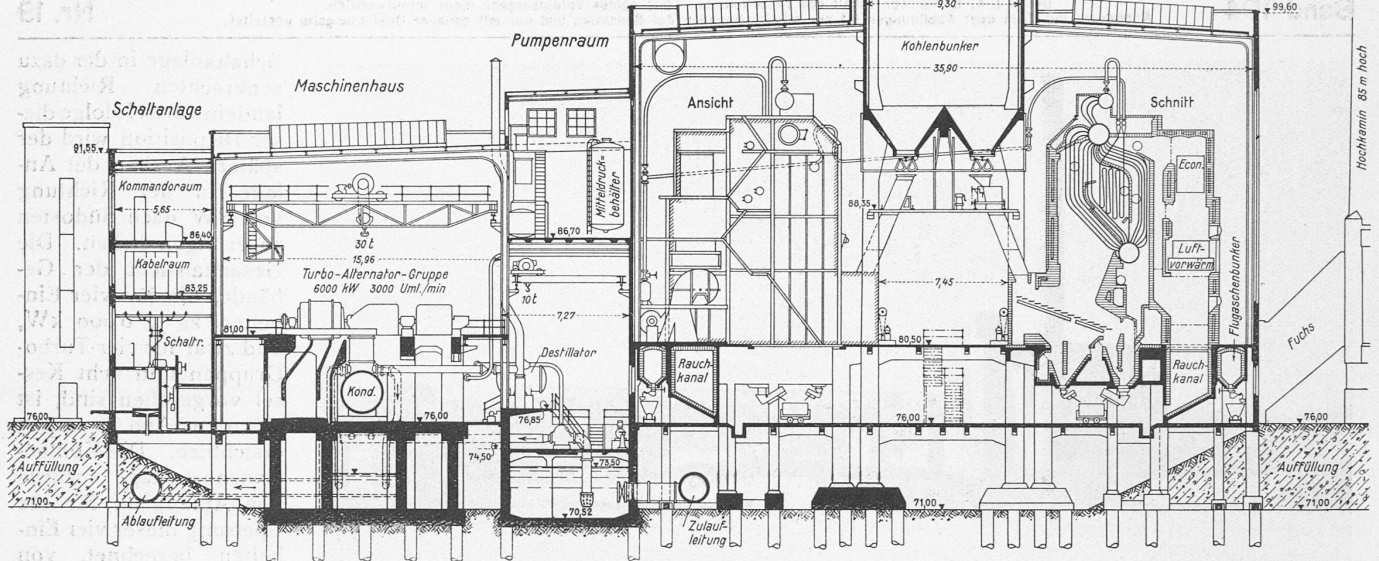 9,30
99,60
Pumpenraum
Kohlenbunker
35,90
Maschinenhaus
Schaltanlage
Ansicht
Schnitt
Hochkamin 85 m hoch
91,55
Kommandoraum
5,65
86,40
Mitteldruck=
behälter
86,70
Econ.
88,35
30 t
15,96
Luft-
vorwärm
Kabelraum
83,25
Turbo-Alternator-Gruppe
6000 kW 3000 Uml./min
10 t
7,27
7,45
Flugaschenbunker
81,00
Schaltr.
80,50
Fuchs
Destillator
Rauch-
kanal
Rauch-
kanal
Kond.
76,00
76,00
76,85
76,00
76,00
74,50
73,50
Auffüllung
Auffüllung
71,00
Ablaufleitung
70,52
Zulauf-
leitung
71,00
71,00